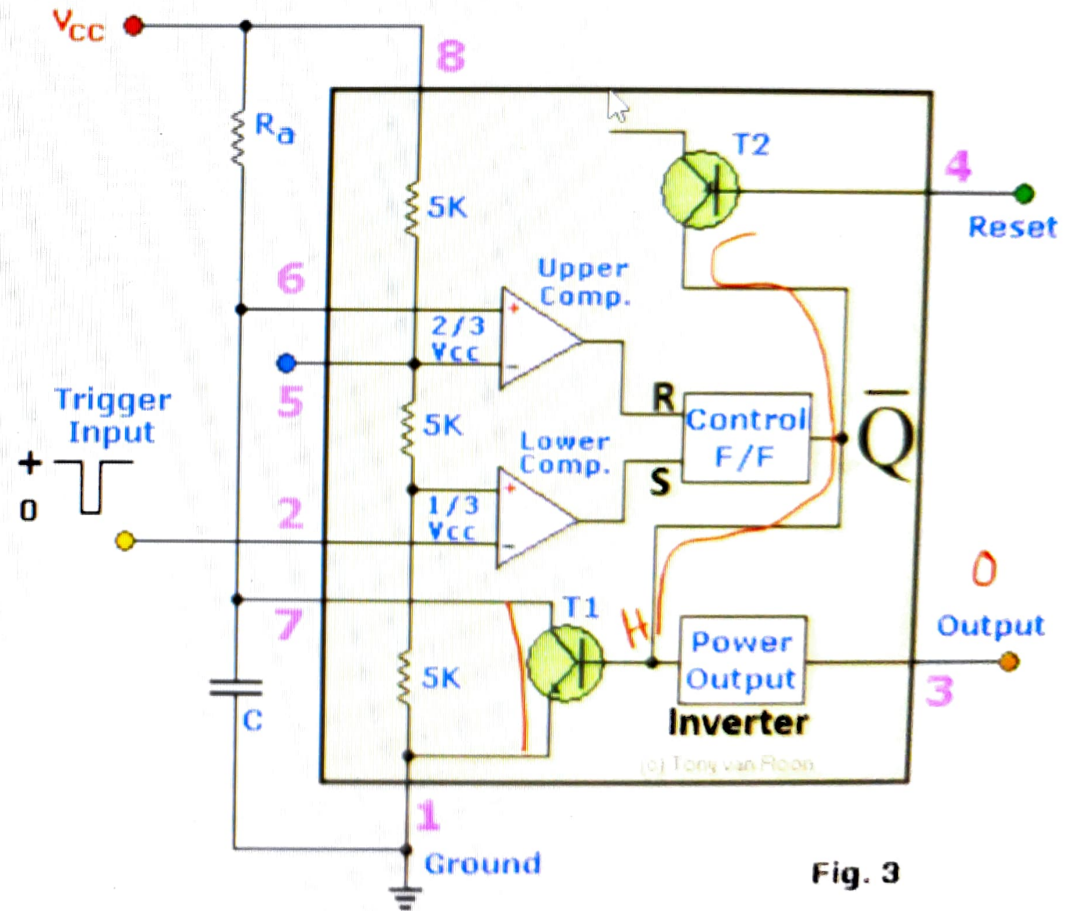 VCC
8
Ra
T2
4
Reset
5K
6
Upper
Comp.
+
2/3
Vcc
-
5
Trigger
Input
+
0
R
Control
F/F
Q
5K
Lower
Comp.
S
2
+
1/3
Vcc
-
7
T1
H
O
Output
Power
Output
3
5K
C
Inverter
(c) Tony van Roon
1
Ground
Fig. 3